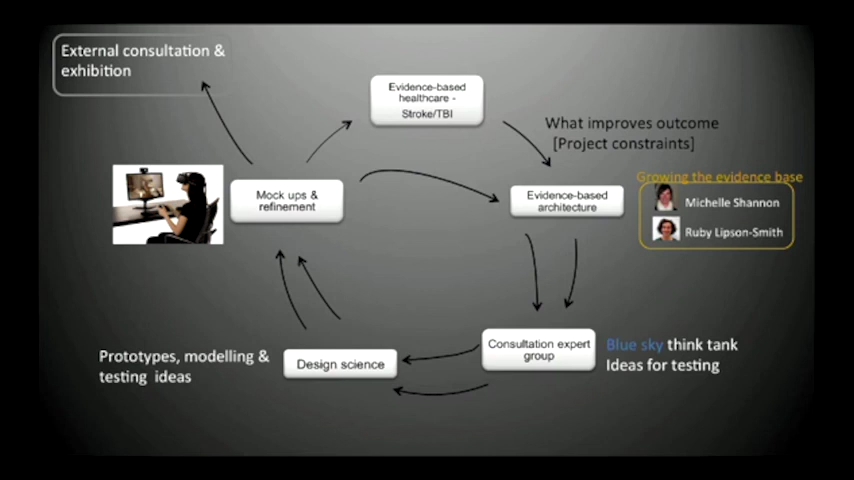 External consultation &
exhibition
Evidence-based
healthcare -
Stroke/TBI
What improves outcome
[Project constraints]
Growing the evidence base
Mock ups &
refinement
Evidence-based
architecture
Michelle Shannon
Ruby Lipson-Smith
Consultation expert
group
Blue sky think tank
Ideas for testing
Prototypes, modelling &
testing ideas
Design science